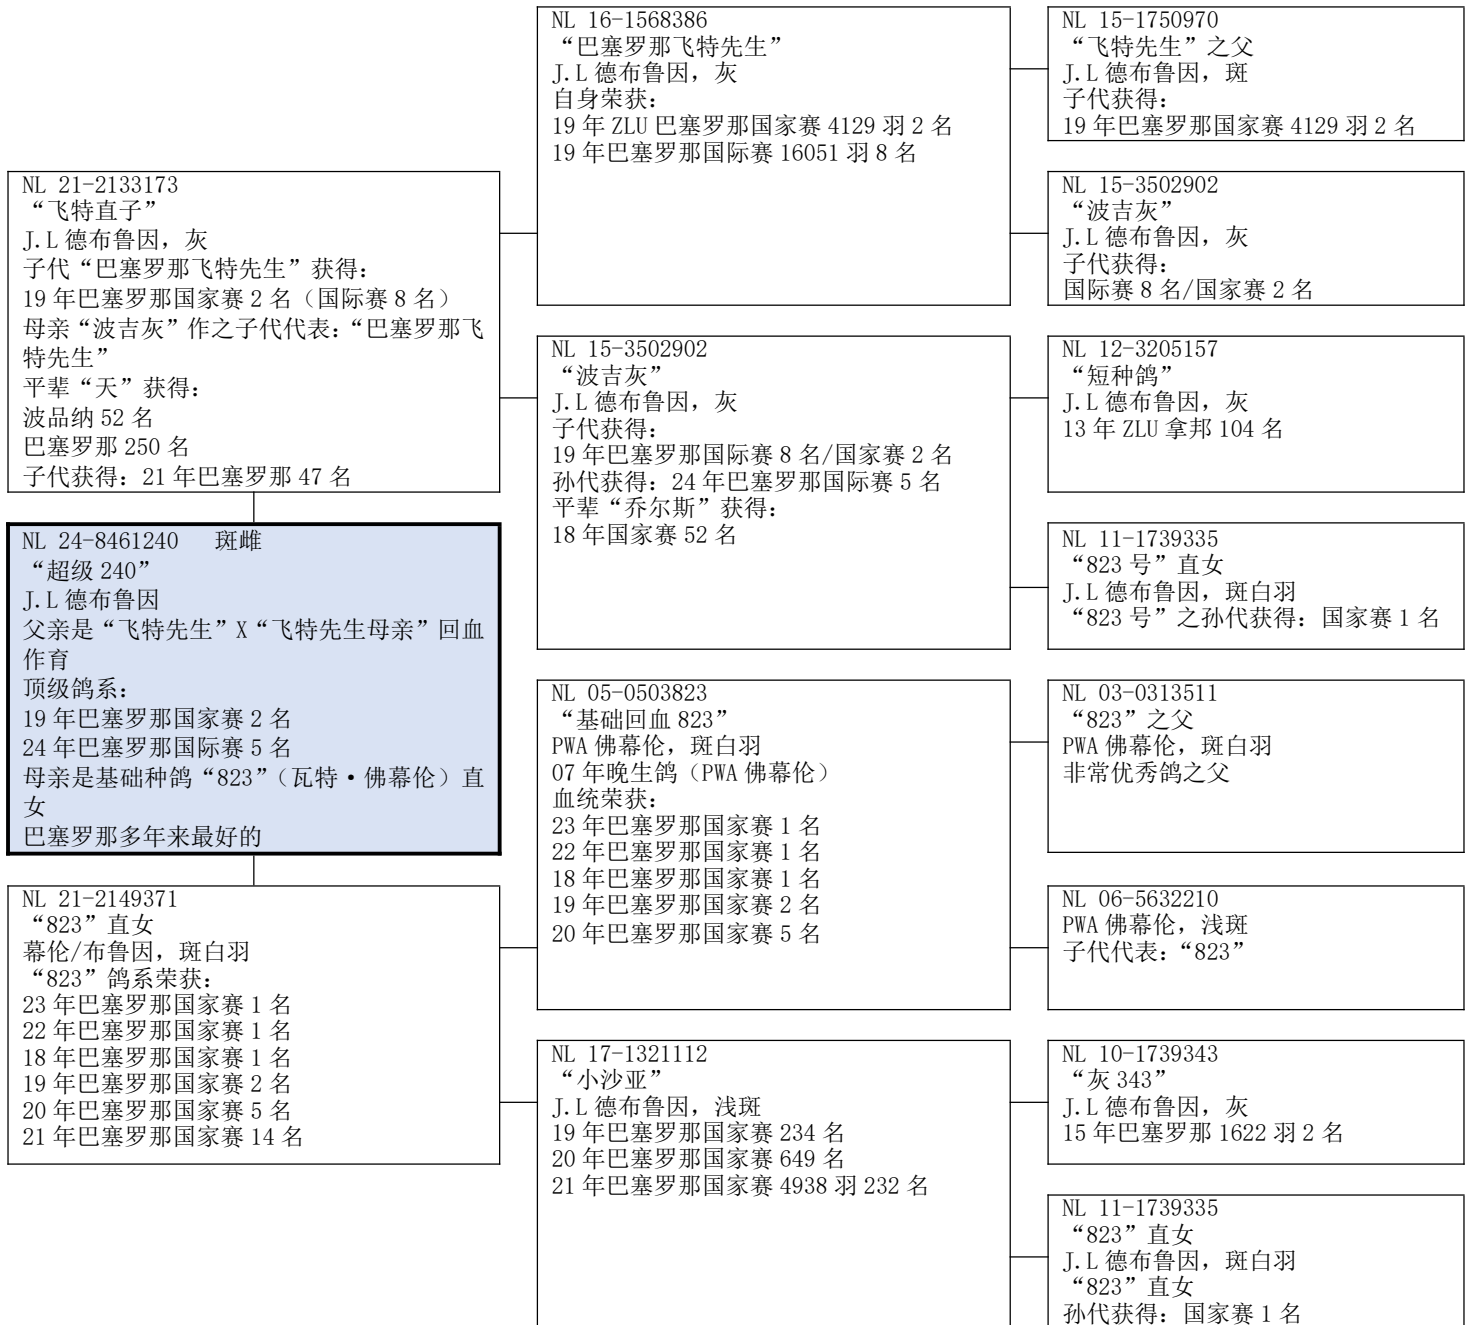 NL 16-1568386
“巴塞罗那飞特先生”
J.L 德布鲁因，灰
自身荣获：
19 年 ZLU 巴塞罗那国家赛 4129 羽 2 名
19 年巴塞罗那国际赛 16051 羽 8 名
NL 15-1750970
“飞特先生”之父
J.L 德布鲁因，斑
子代获得：
19 年巴塞罗那国家赛 4129 羽 2 名
NL 15-3502902
“波吉灰”
J.L 德布鲁因，灰
子代获得：
国际赛 8 名/国家赛 2 名
NL 21-2133173
“飞特直子”
J.L 德布鲁因，灰
子代“巴塞罗那飞特先生”获得：
19 年巴塞罗那国家赛 2 名（国际赛 8 名）
母亲“波吉灰”作之子代代表：“巴塞罗那飞
特先生”
平辈“天”获得：
波品纳 52 名
巴塞罗那 250 名
子代获得：21 年巴塞罗那 47 名
NL 15-3502902
“波吉灰”
J.L 德布鲁因，灰
子代获得：
19 年巴塞罗那国际赛 8 名/国家赛 2 名
孙代获得：24 年巴塞罗那国际赛 5 名
平辈“乔尔斯”获得：
18 年国家赛 52 名
NL 12-3205157
“短种鸽”
J.L 德布鲁因，灰
13 年 ZLU 拿邦 104 名
NL 11-1739335
“823 号”直女
J.L 德布鲁因，斑白羽
“823 号”之孙代获得：国家赛 1 名
NL 24-8461240 斑雌
“超级 240”
J.L 德布鲁因
父亲是“飞特先生”X“飞特先生母亲”回血
作育
顶级鸽系：
19 年巴塞罗那国家赛 2 名
24 年巴塞罗那国际赛 5 名
母亲是基础种鸽“823”（瓦特·佛幕伦）直
女
巴塞罗那多年来最好的
NL 05-0503823
“基础回血 823”
PWA 佛幕伦，斑白羽
07 年晚生鸽（PWA 佛幕伦）
血统荣获：
23 年巴塞罗那国家赛 1 名
22 年巴塞罗那国家赛 1 名
18 年巴塞罗那国家赛 1 名
19 年巴塞罗那国家赛 2 名
20 年巴塞罗那国家赛 5 名
NL 03-0313511
“823”之父
PWA 佛幕伦，斑白羽
非常优秀鸽之父
NL 06-5632210
PWA 佛幕伦，浅斑
子代代表：“823”
NL 21-2149371
“823”直女
幕伦/布鲁因，斑白羽
“823”鸽系荣获：
23 年巴塞罗那国家赛 1 名
22 年巴塞罗那国家赛 1 名
18 年巴塞罗那国家赛 1 名
19 年巴塞罗那国家赛 2 名
20 年巴塞罗那国家赛 5 名
21 年巴塞罗那国家赛 14 名
NL 17-1321112
“小沙亚”
J.L 德布鲁因，浅斑
19 年巴塞罗那国家赛 234 名
20 年巴塞罗那国家赛 649 名
21 年巴塞罗那国家赛 4938 羽 232 名
NL 10-1739343
“灰 343”
J.L 德布鲁因，灰
15 年巴塞罗那 1622 羽 2 名
NL 11-1739335
“823”直女
J.L 德布鲁因，斑白羽
“823”直女
孙代获得：国家赛 1 名